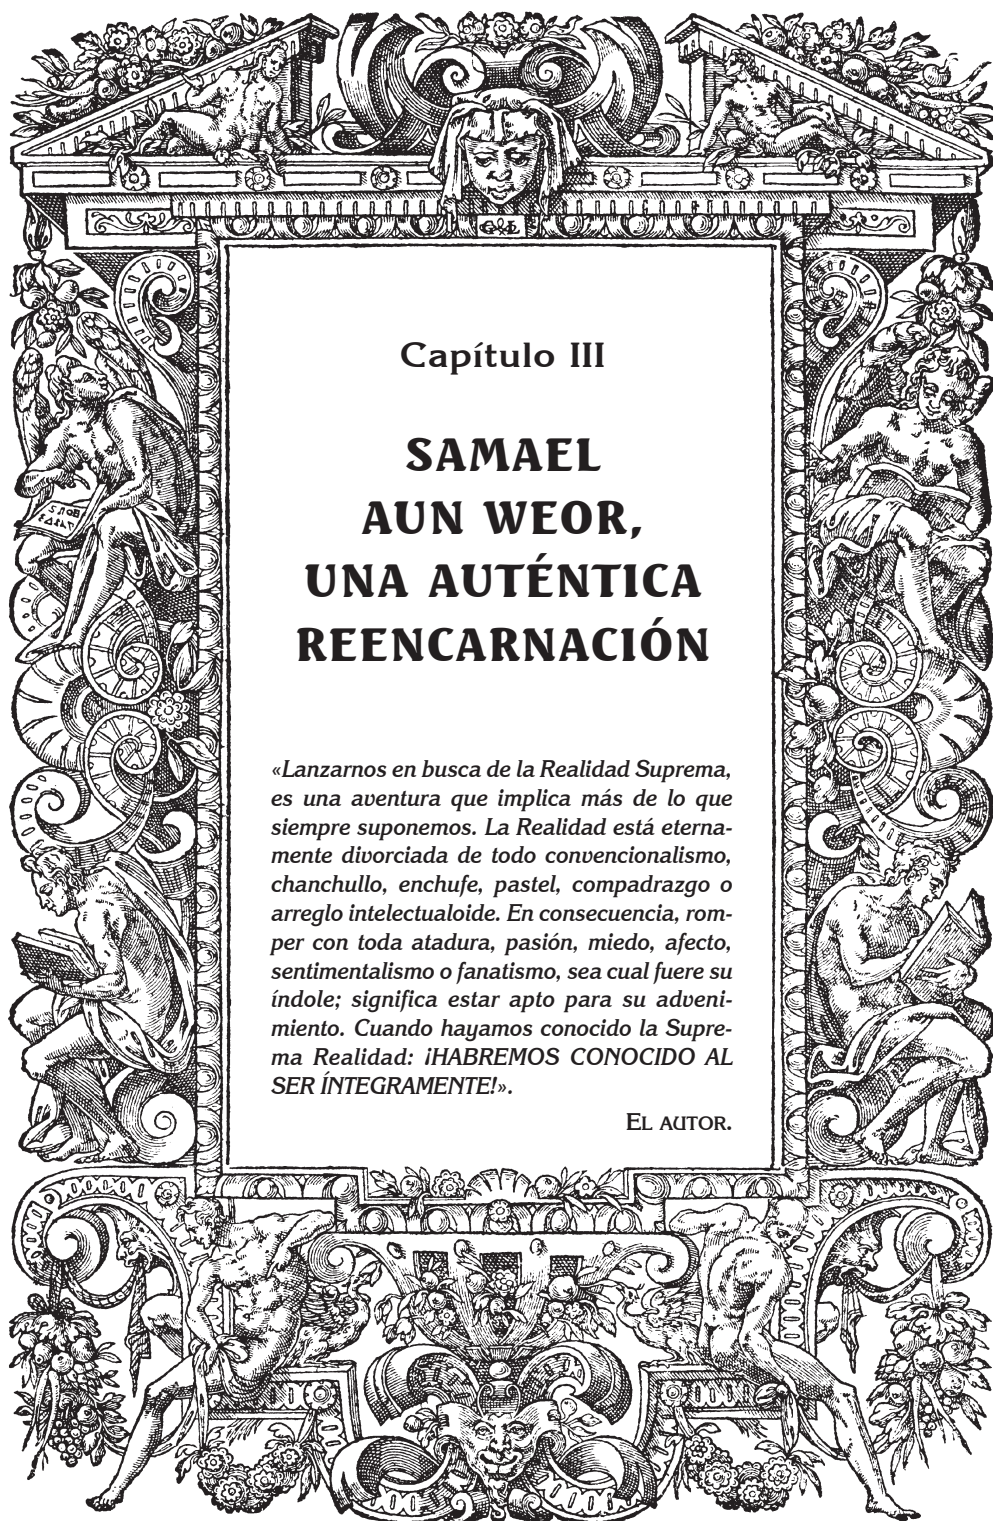 Capítulo III
SAMAEL
AUN WEOR,
UNA AUTÉNTICA
REENCARNACIÓN
«Lanzarnos en busca de la Realidad Suprema,
es una aventura que implica más de lo que
siempre suponemos. La Realidad está eterna-
mente divorciada de todo convencionalismo,
chanchullo, enchufe, pastel, compadrazgo o
arreglo intelectualoide. En consecuencia, rom-
per con toda atadura, pasión, miedo, afecto,
sentimentalismo o fanatismo, sea cual fuere su
índole; significa estar apto para su adveni-
miento. Cuando hayamos conocido la Supre-
ma Realidad: ¡HABREMOS CONOCIDO AL
SER ÍNTEGRAMENTE!».
EL AUTOR.